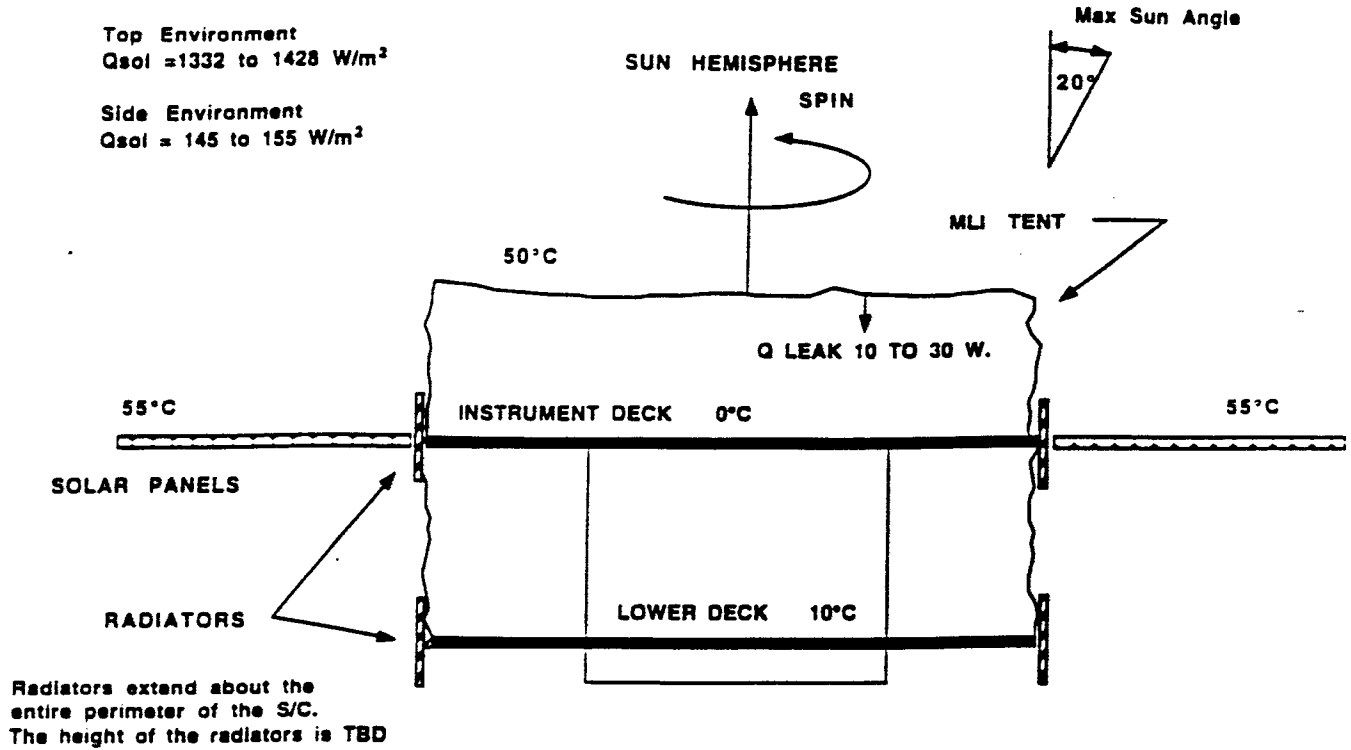 Top Environment
Qsol =1332 to 1428 W/m²
Side Environment
Qsol = 145 to 155 W/m²
Max Sun Angle
20°
SUN HEMISPHERE
SPIN
MLI TENT
50°C
Q LEAK 10 TO 30 W.
55°C
INSTRUMENT DECK 0°C
55°C
SOLAR PANELS
RADIATORS
LOWER DECK 10°C
Radiators extend about the
entire perimeter of the S/C.
The height of the radiators is TBD